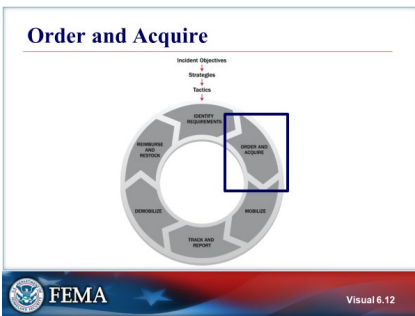 Order and Acquire
Incident Objectives
Strategies
Tactics
IDENTIFY
REQUIREMENTS
ORDER AND
ACQUIRE
MOBILIZE
TRACK AND
REPORT
DEMOBILIZE
REIMBURSE
AND
RESTOCK
FEMA
Visual 6.12